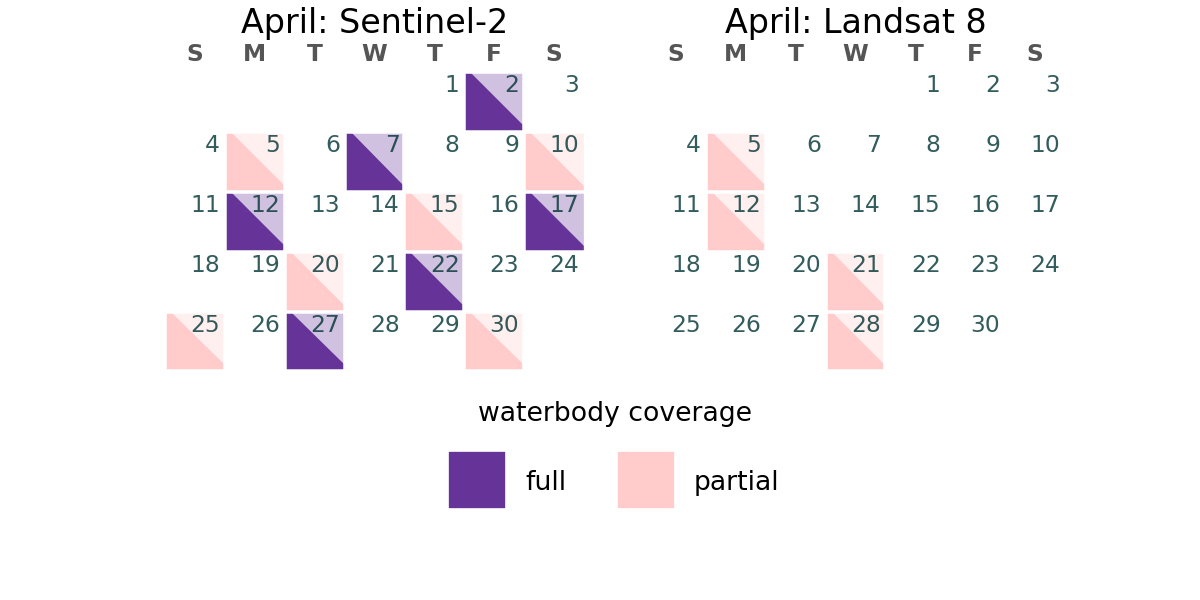 April: Sentinel-2
S M T W T F S
1 2 3
4 5 6 7 8 9 10
11 12 13 14 15 16 17
18 19 20 21 22 23 24
25 26 27 28 29 30
April: Landsat 8
S M T W T F S
1 2 3
4 5 6 7 8 9 10
11 12 13 14 15 16 17
18 19 20 21 22 23 24
25 26 27 28 29 30
waterbody coverage
full partial